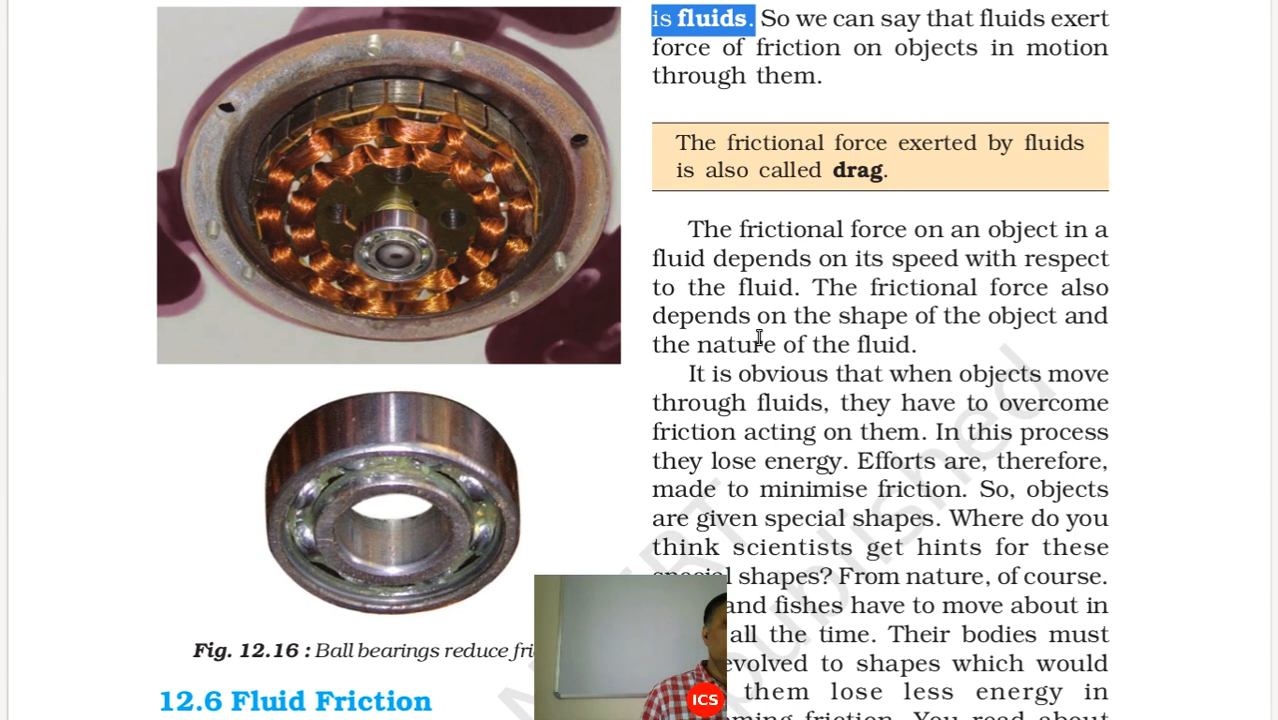 Fig. 12.16 : Ball bearings reduce
12.6 Fluid Friction
is fluids. So we can say that fluids exert
force of friction on objects in motion
through them.
The frictional force exerted by fluids
is also called drag.
The frictional force on an object in a
fluid depends on its speed with respect
to the fluid. The frictional force also
depends on the shape of the object and
the nature of the fluid.
It is obvious that when objects move
through fluids, they have to overcome
friction acting on them. In this process
they lose energy. Efforts are, therefore,
made to minimise friction. So, objects
are given special shapes. Where do you
think scientists get hints for these
special shapes? From nature, of course.
and fishes have to move about in
all the time. Their bodies must
evolved to shapes which would
them lose less energy in
friction. You read about
ICS
published